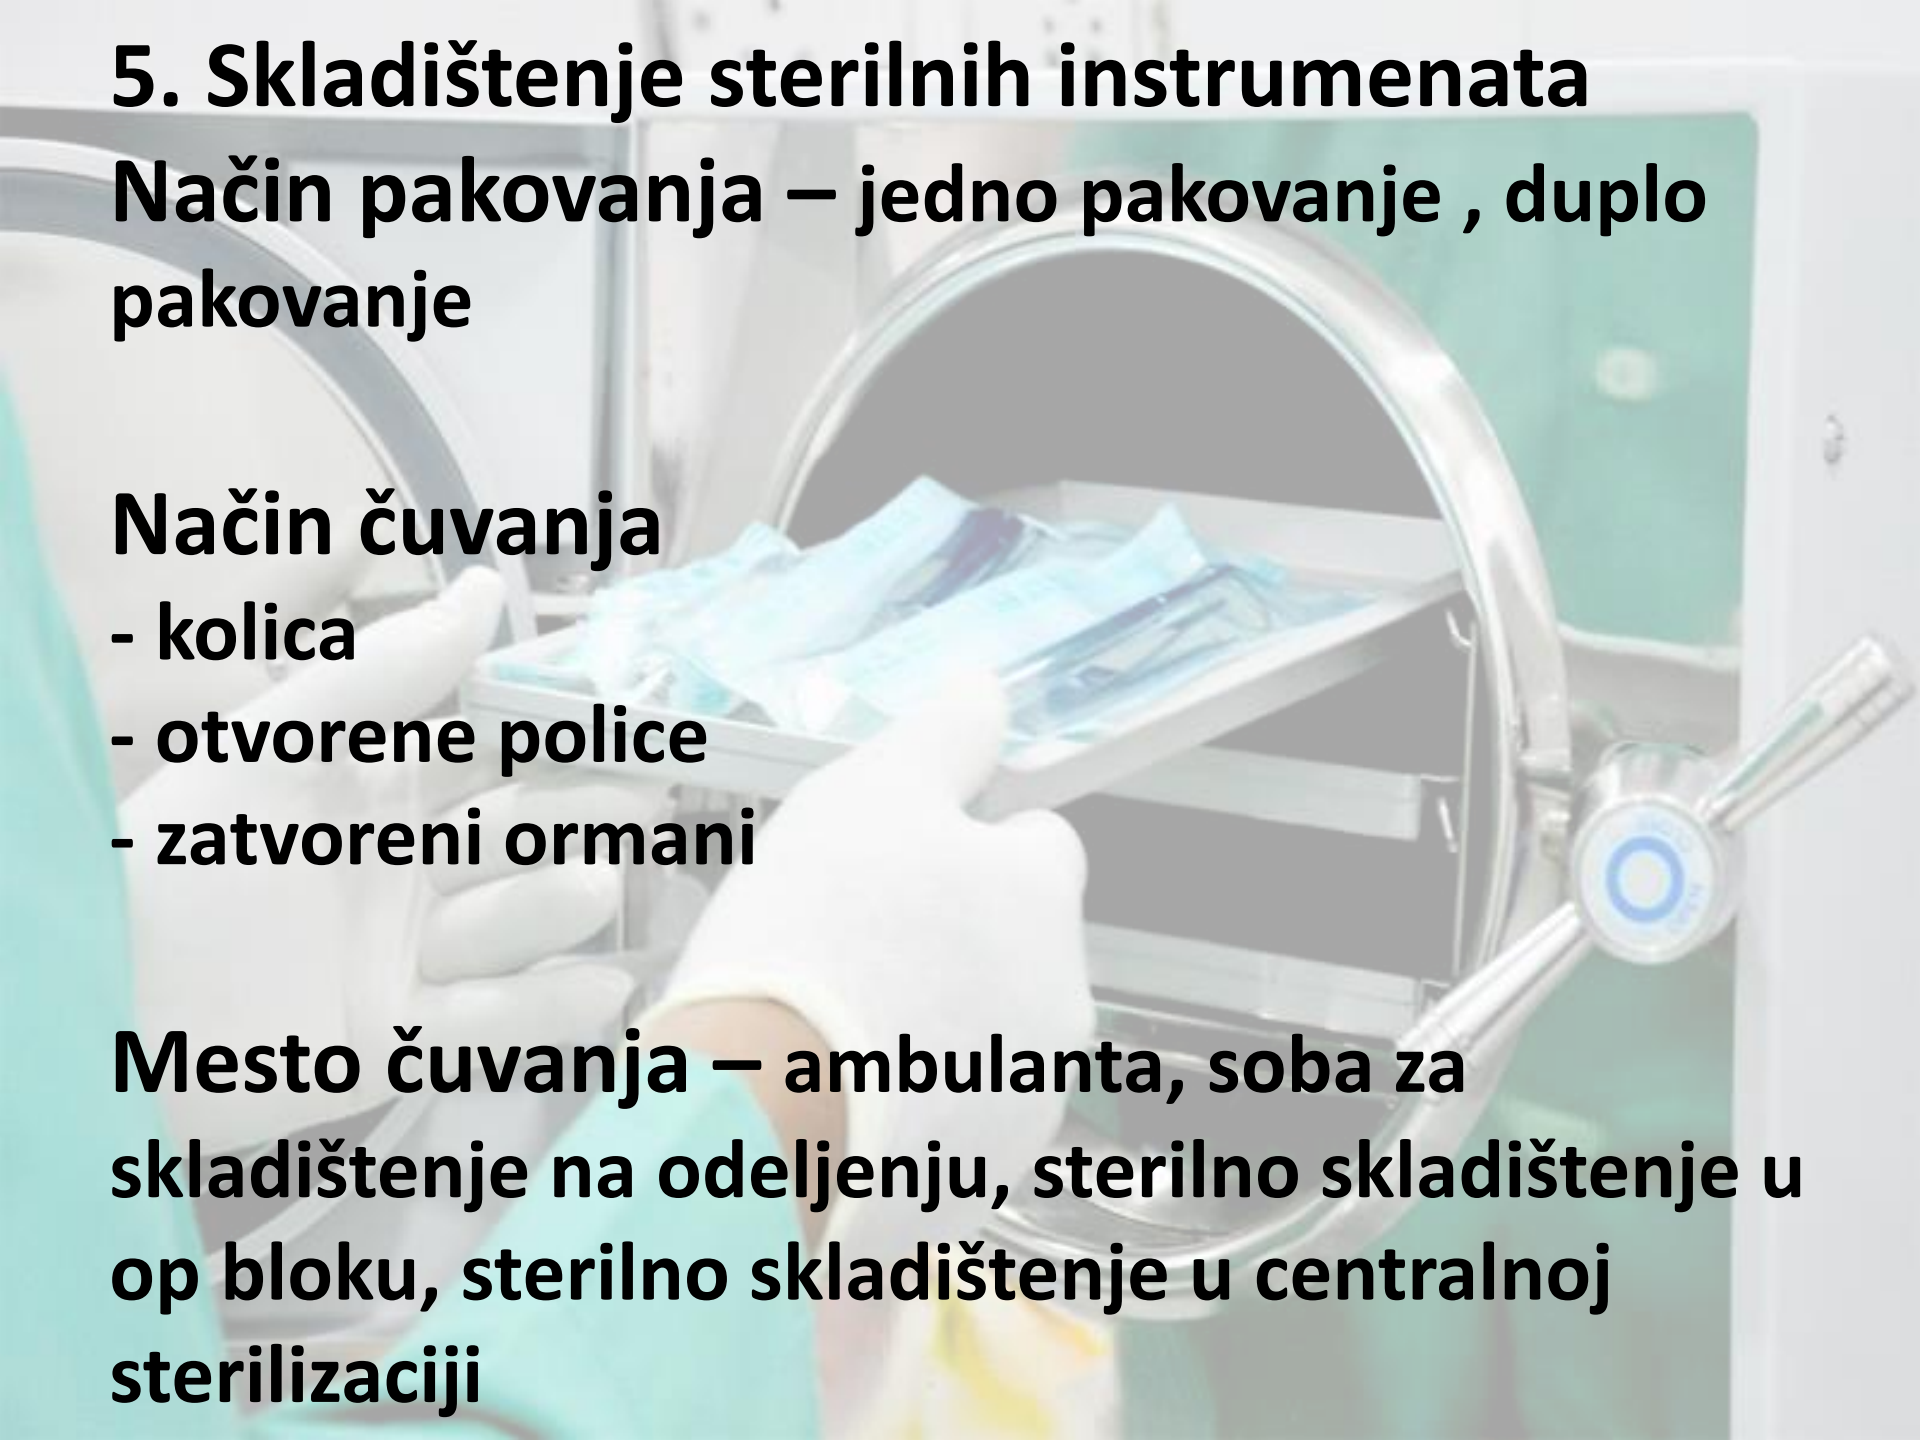 5. Skladištenje sterilnih instrumenata
Način pakovanja – jedno pakovanje , duplo
pakovanje
Način čuvanja
- kolica
- otvorene police
- zatvoreni ormani
Mesto čuvanja – ambulanta, soba za
skladištenje na odeljenju, sterilno skladištenje u
op bloku, sterilno skladištenje u centralnoj
sterilizaciji